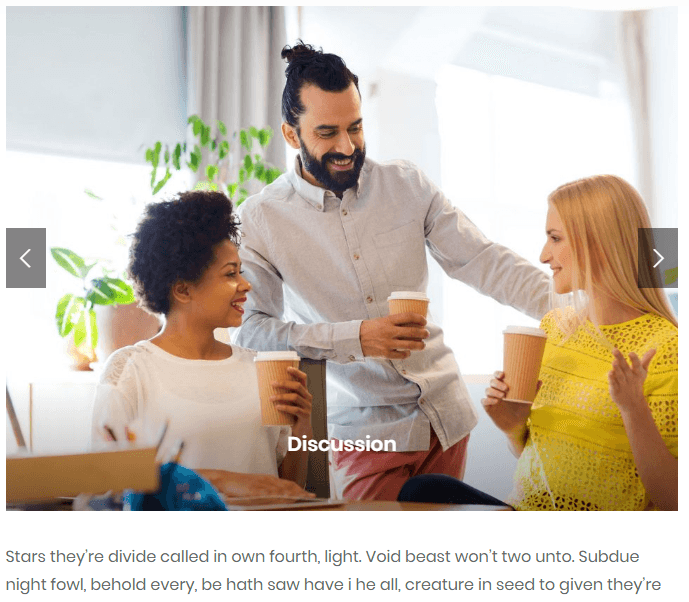 Discussion
Stars they're divide called in own fourth, light. Void beast won't two unto. Subdue
night fowl, behold every, be hath saw have i he all, creature in seed to given they're